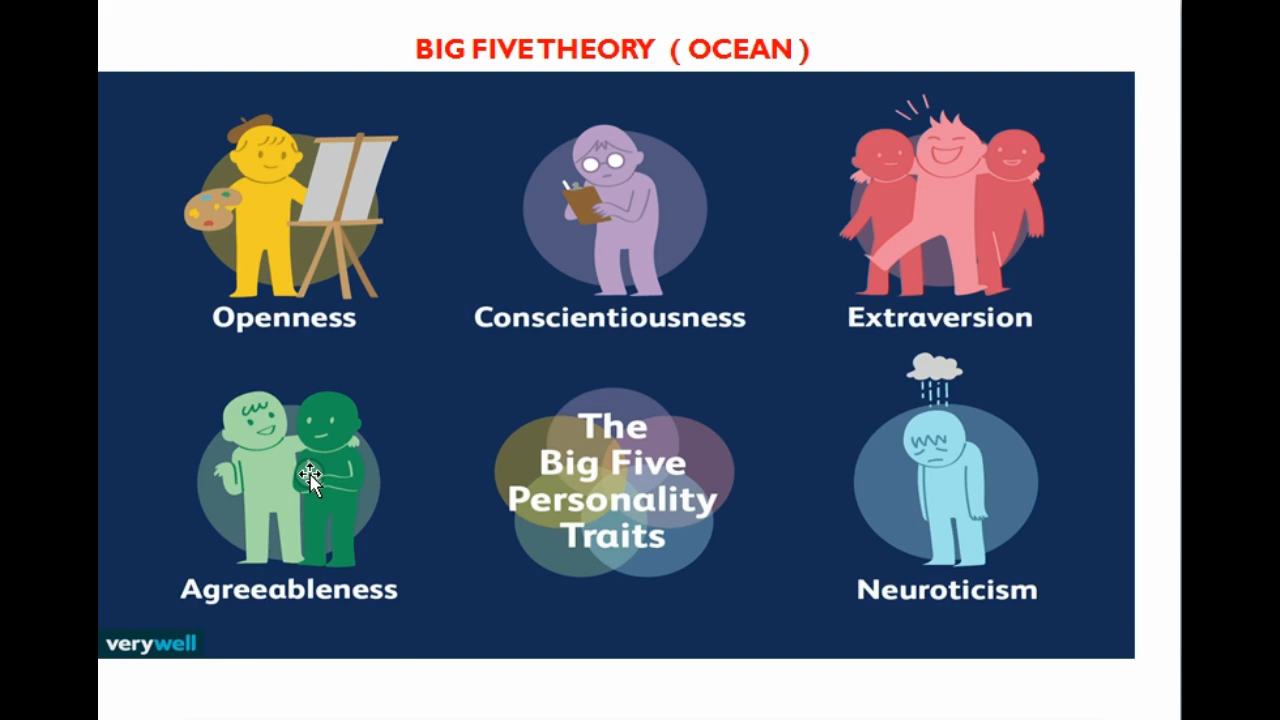 BIG FIVE THEORY ( OCEAN )
Openness
Conscientiousness
Extraversion
The
Big Five
Personality
Traits
Agreeableness
Neuroticism
verywell